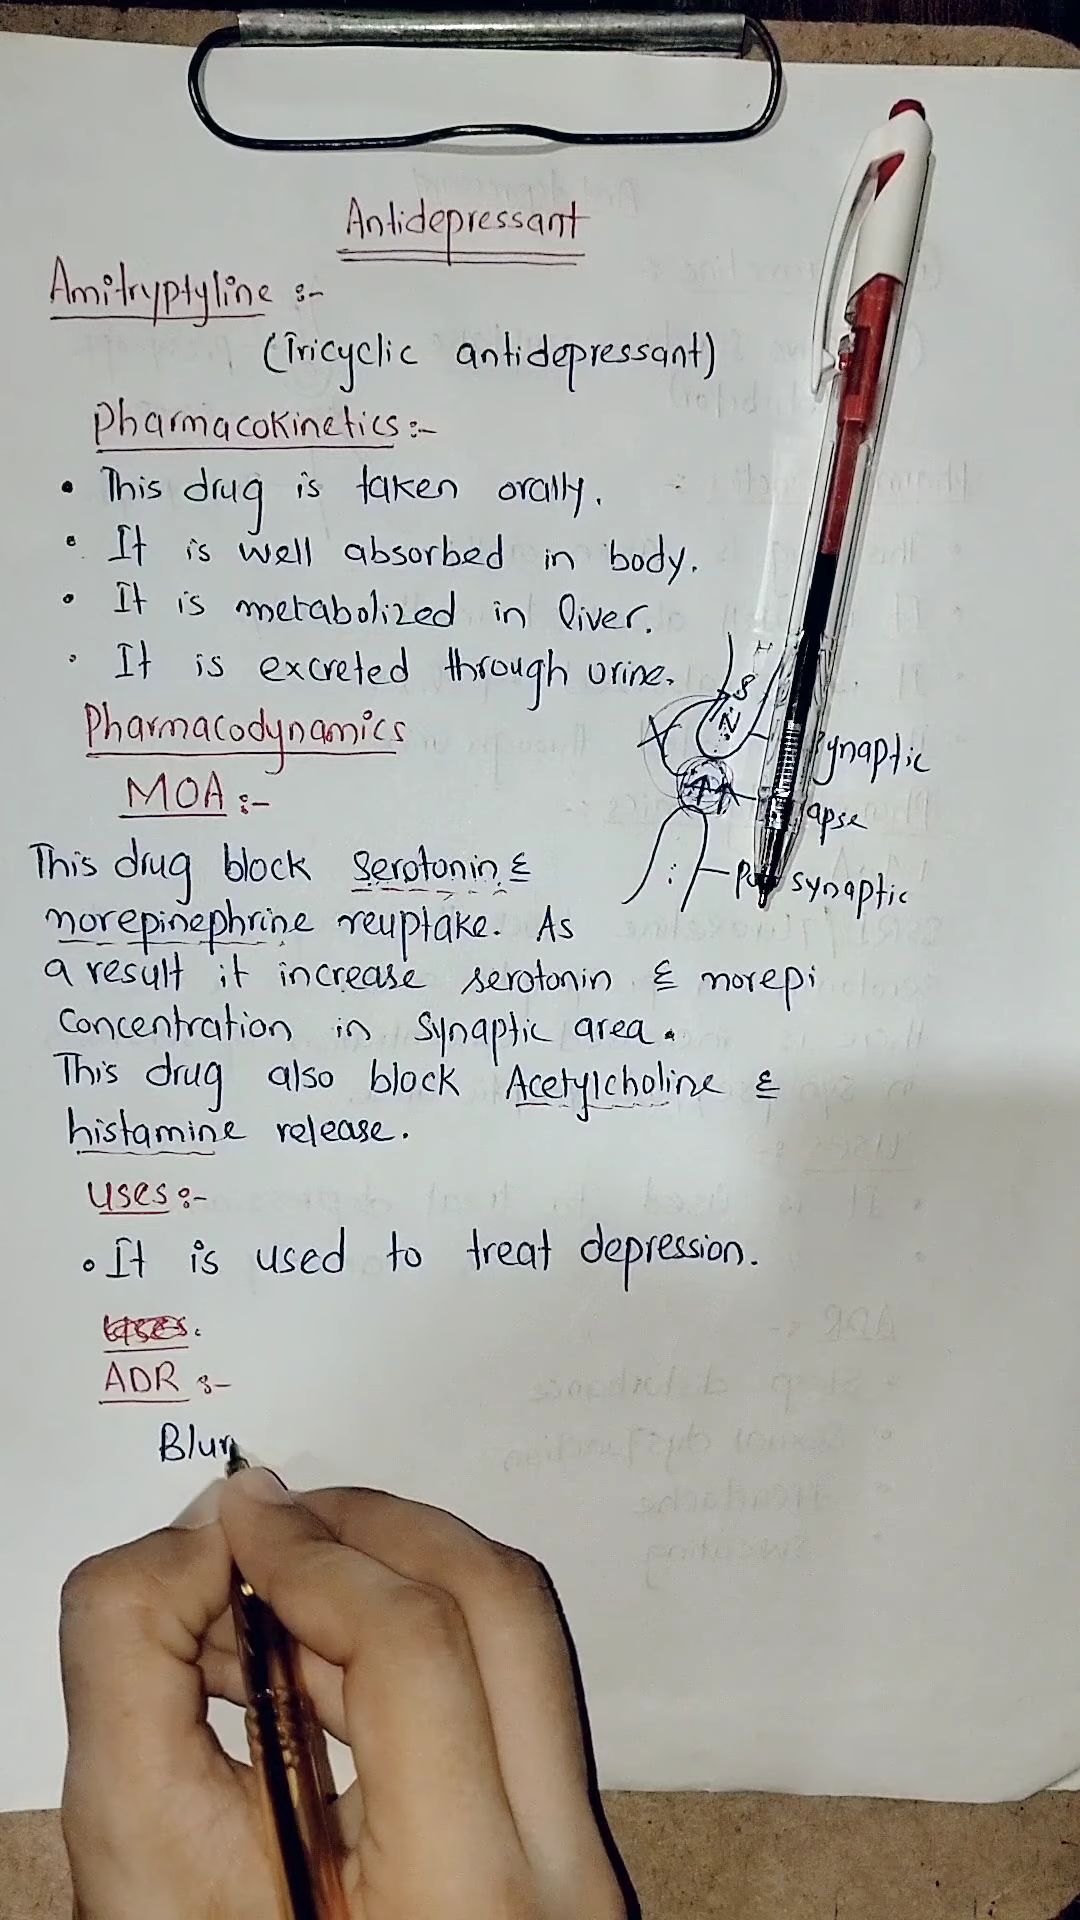 Antidepressant
Amitryptyline :-
(Tricyclic antidepressant)
Pharmacokinetics :-
• This drug is taken orally.
• It is well absorbed in body.
• It is metabolized in liver.
• It is excreted through urine.
Pharmacodynamics
MOA :-
synaptic
apse
synaptic
This drug block serotonin &
norepinephrine reuptake. As
a result it increase serotonin & norepi
concentration in synaptic area.
This drug also block Acetylcholine &
histamine release.
Uses :-
• It is used to treat depression.
ADR :-
Blur